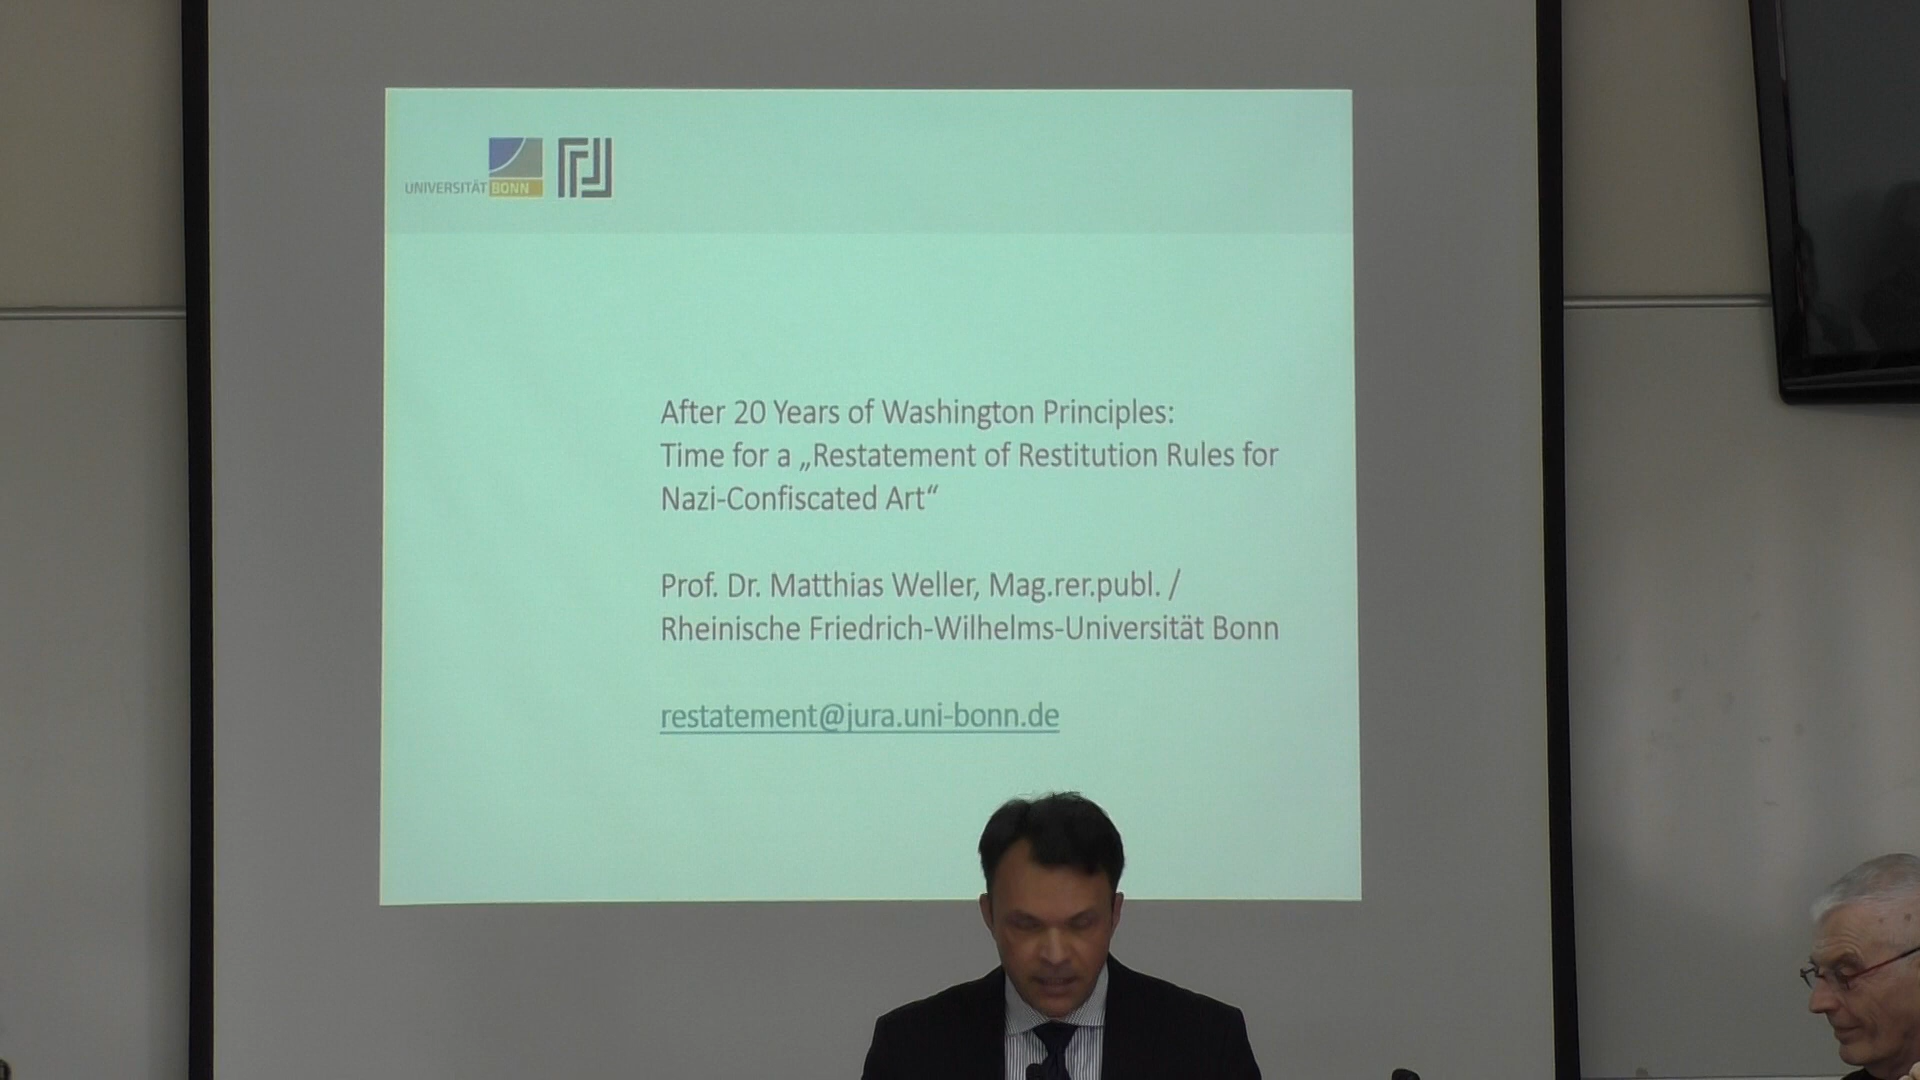 UNIVERSITÄT BONN
After 20 Years of Washington Principles:
Time for a „Restatement of Restitution Rules for
Nazi-Confiscated Art“
Prof. Dr. Matthias Weller, Mag.rer.publ. /
Rheinische Friedrich-Wilhelms-Universität Bonn
restatement@jura.uni-bonn.de